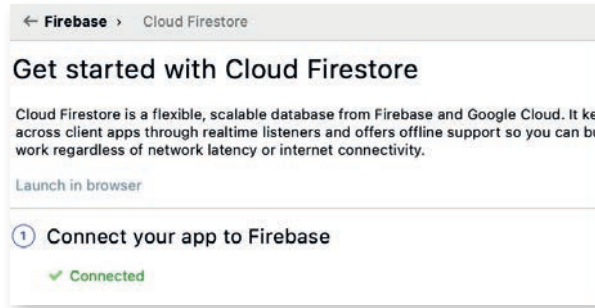 ← Firebase › Cloud Firestore
Get started with Cloud Firestore
Cloud Firestore is a flexible, scalable database from Firebase and Google Cloud. It
across client apps through realtime listeners and offers offline support so you can
work regardless of network latency or internet connectivity.
Launch in browser
1 Connect your app to Firebase
✔ Connected